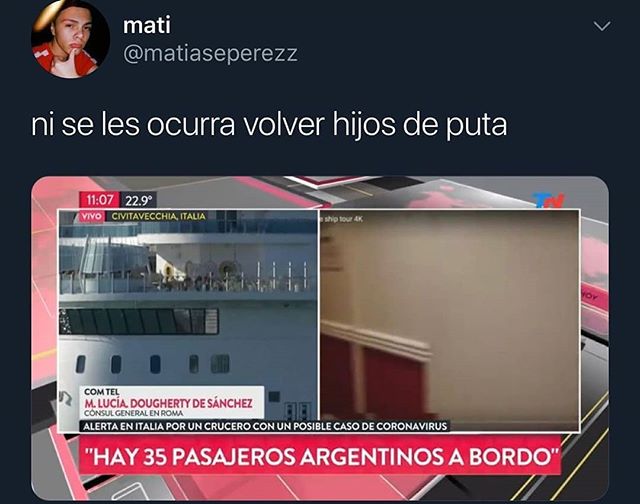 mati
@matiaseperezz
ni se les ocurra volver hijos de puta
11:07 22.9°
TN
VIVO CIVITAVECCHIA, ITALIA
ship tour 4K
HOY
COM TEL
M. LUCÍA. DOUGHERTY DE SÁNCHEZ
CÓNSUL GENERAL EN ROMA
ALERTA EN ITALIA POR UN CRUCERO CON UN POSIBLE CASO DE CORONAVIRUS
"HAY 35 PASAJEROS ARGENTINOS A BORDO"